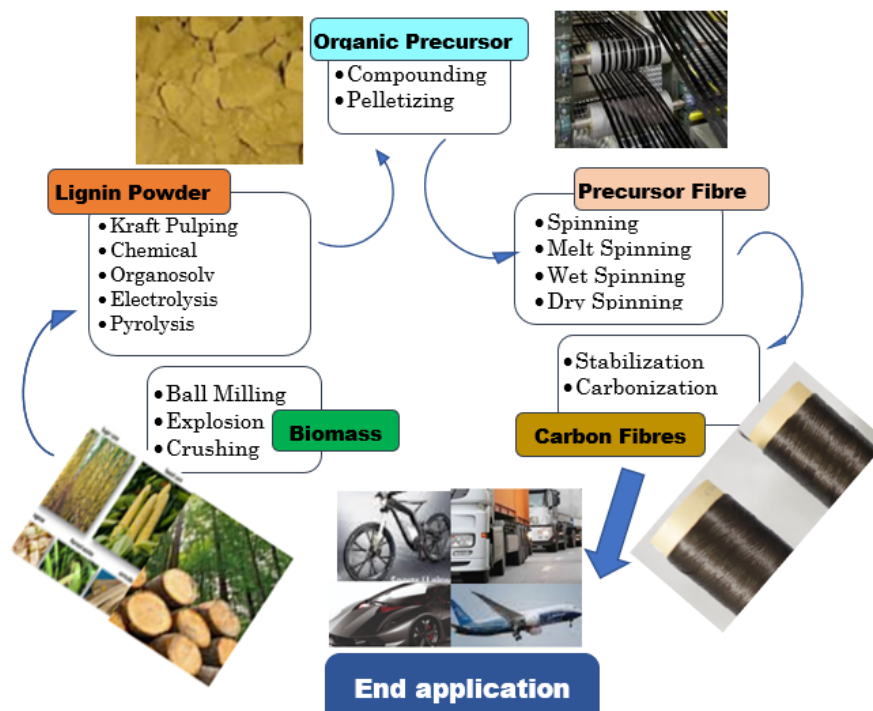 Organic Precursor
• Compounding
• Pelletizing
Lignin Powder
• Kraft Pulping
• Chemical
• Organosolv
• Electrolysis
• Pyrolysis
Precursor Fibre
• Spinning
• Melt Spinning
• Wet Spinning
• Dry Spinning
• Stabilization
• Carbonization
Carbon Fibres
• Ball Milling
• Explosion
• Crushing
Biomass
End application